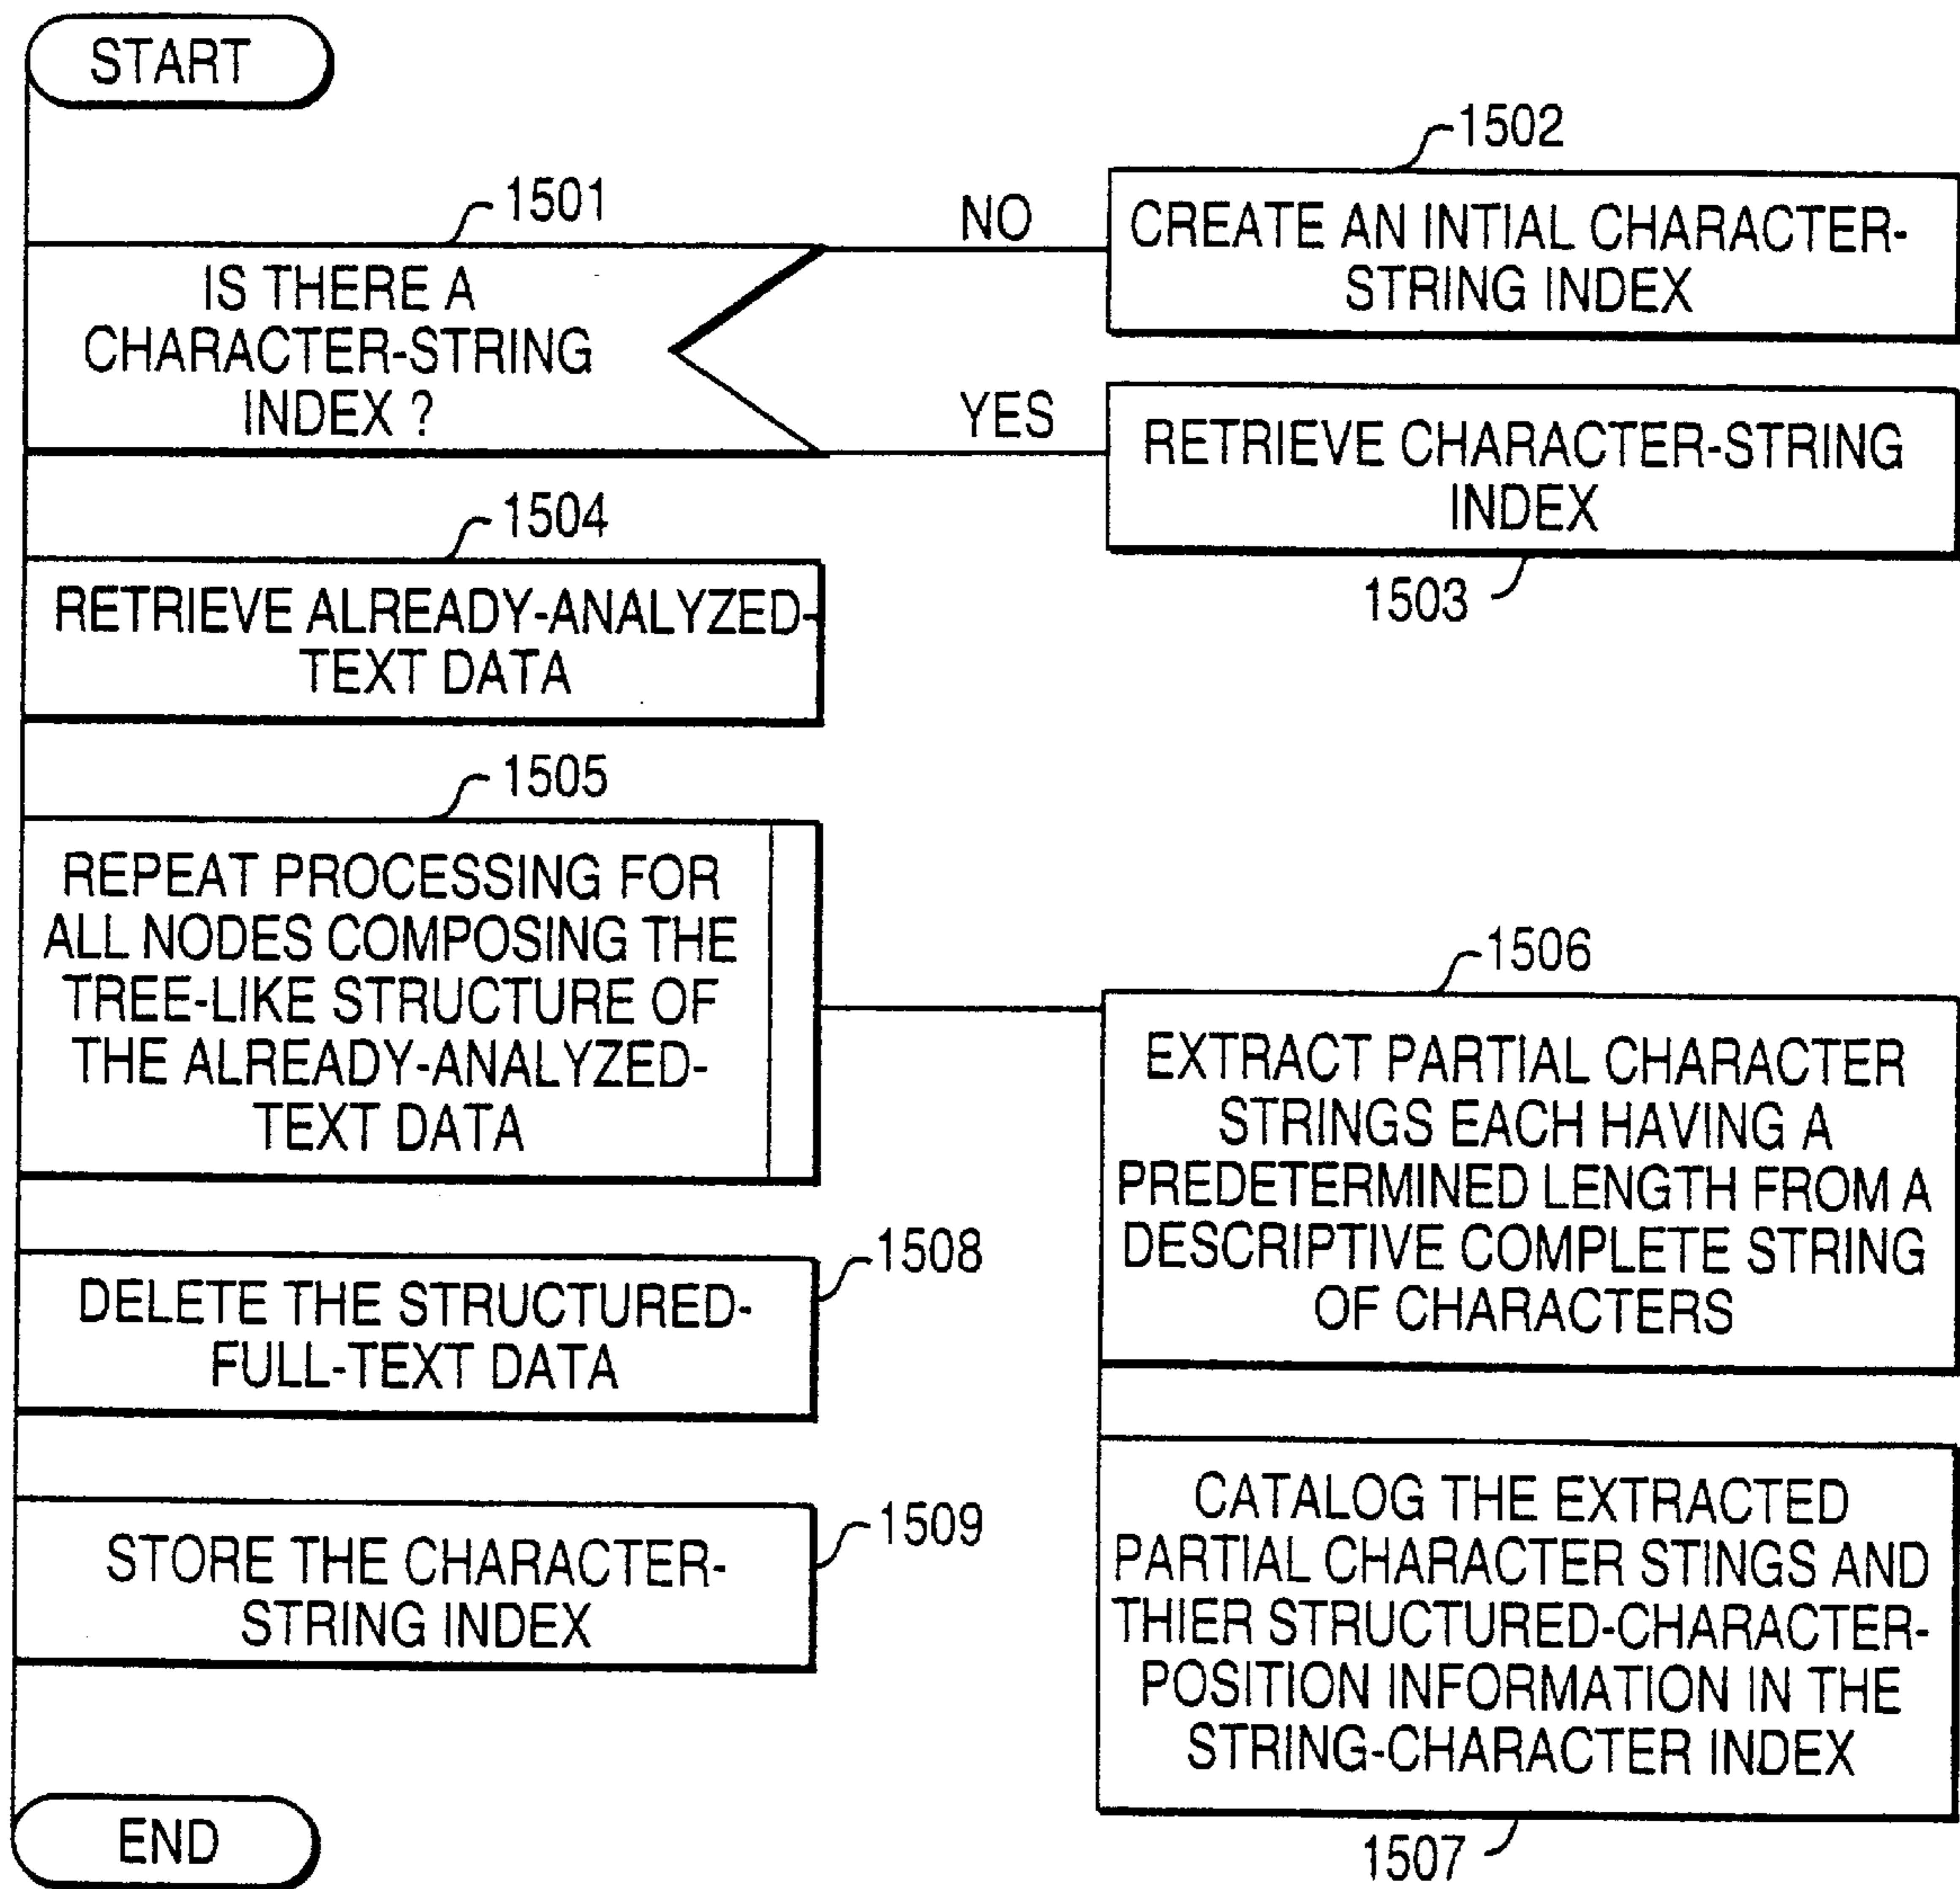 START
1501
IS THERE A
CHARACTER-STRING
INDEX ?
NO
1502
CREATE AN INTIAL CHARACTER-
STRING INDEX
YES
RETRIEVE CHARACTER-STRING
INDEX
1503
1504
RETRIEVE ALREADY-ANALYZED-
TEXT DATA
1505
REPEAT PROCESSING FOR
ALL NODES COMPOSING THE
TREE-LIKE STRUCTURE OF
THE ALREADY-ANALYZED-
TEXT DATA
1506
EXTRACT PARTIAL CHARACTER
STRINGS EACH HAVING A
PREDETERMINED LENGTH FROM A
DESCRIPTIVE COMPLETE STRING
OF CHARACTERS
CATALOG THE EXTRACTED
PARTIAL CHARACTER STINGS AND
THIER STRUCTURED-CHARACTER-
POSITION INFORMATION IN THE
STRING-CHARACTER INDEX
1507
1508
DELETE THE STRUCTURED-
FULL-TEXT DATA
1509
STORE THE CHARACTER-
STRING INDEX
END